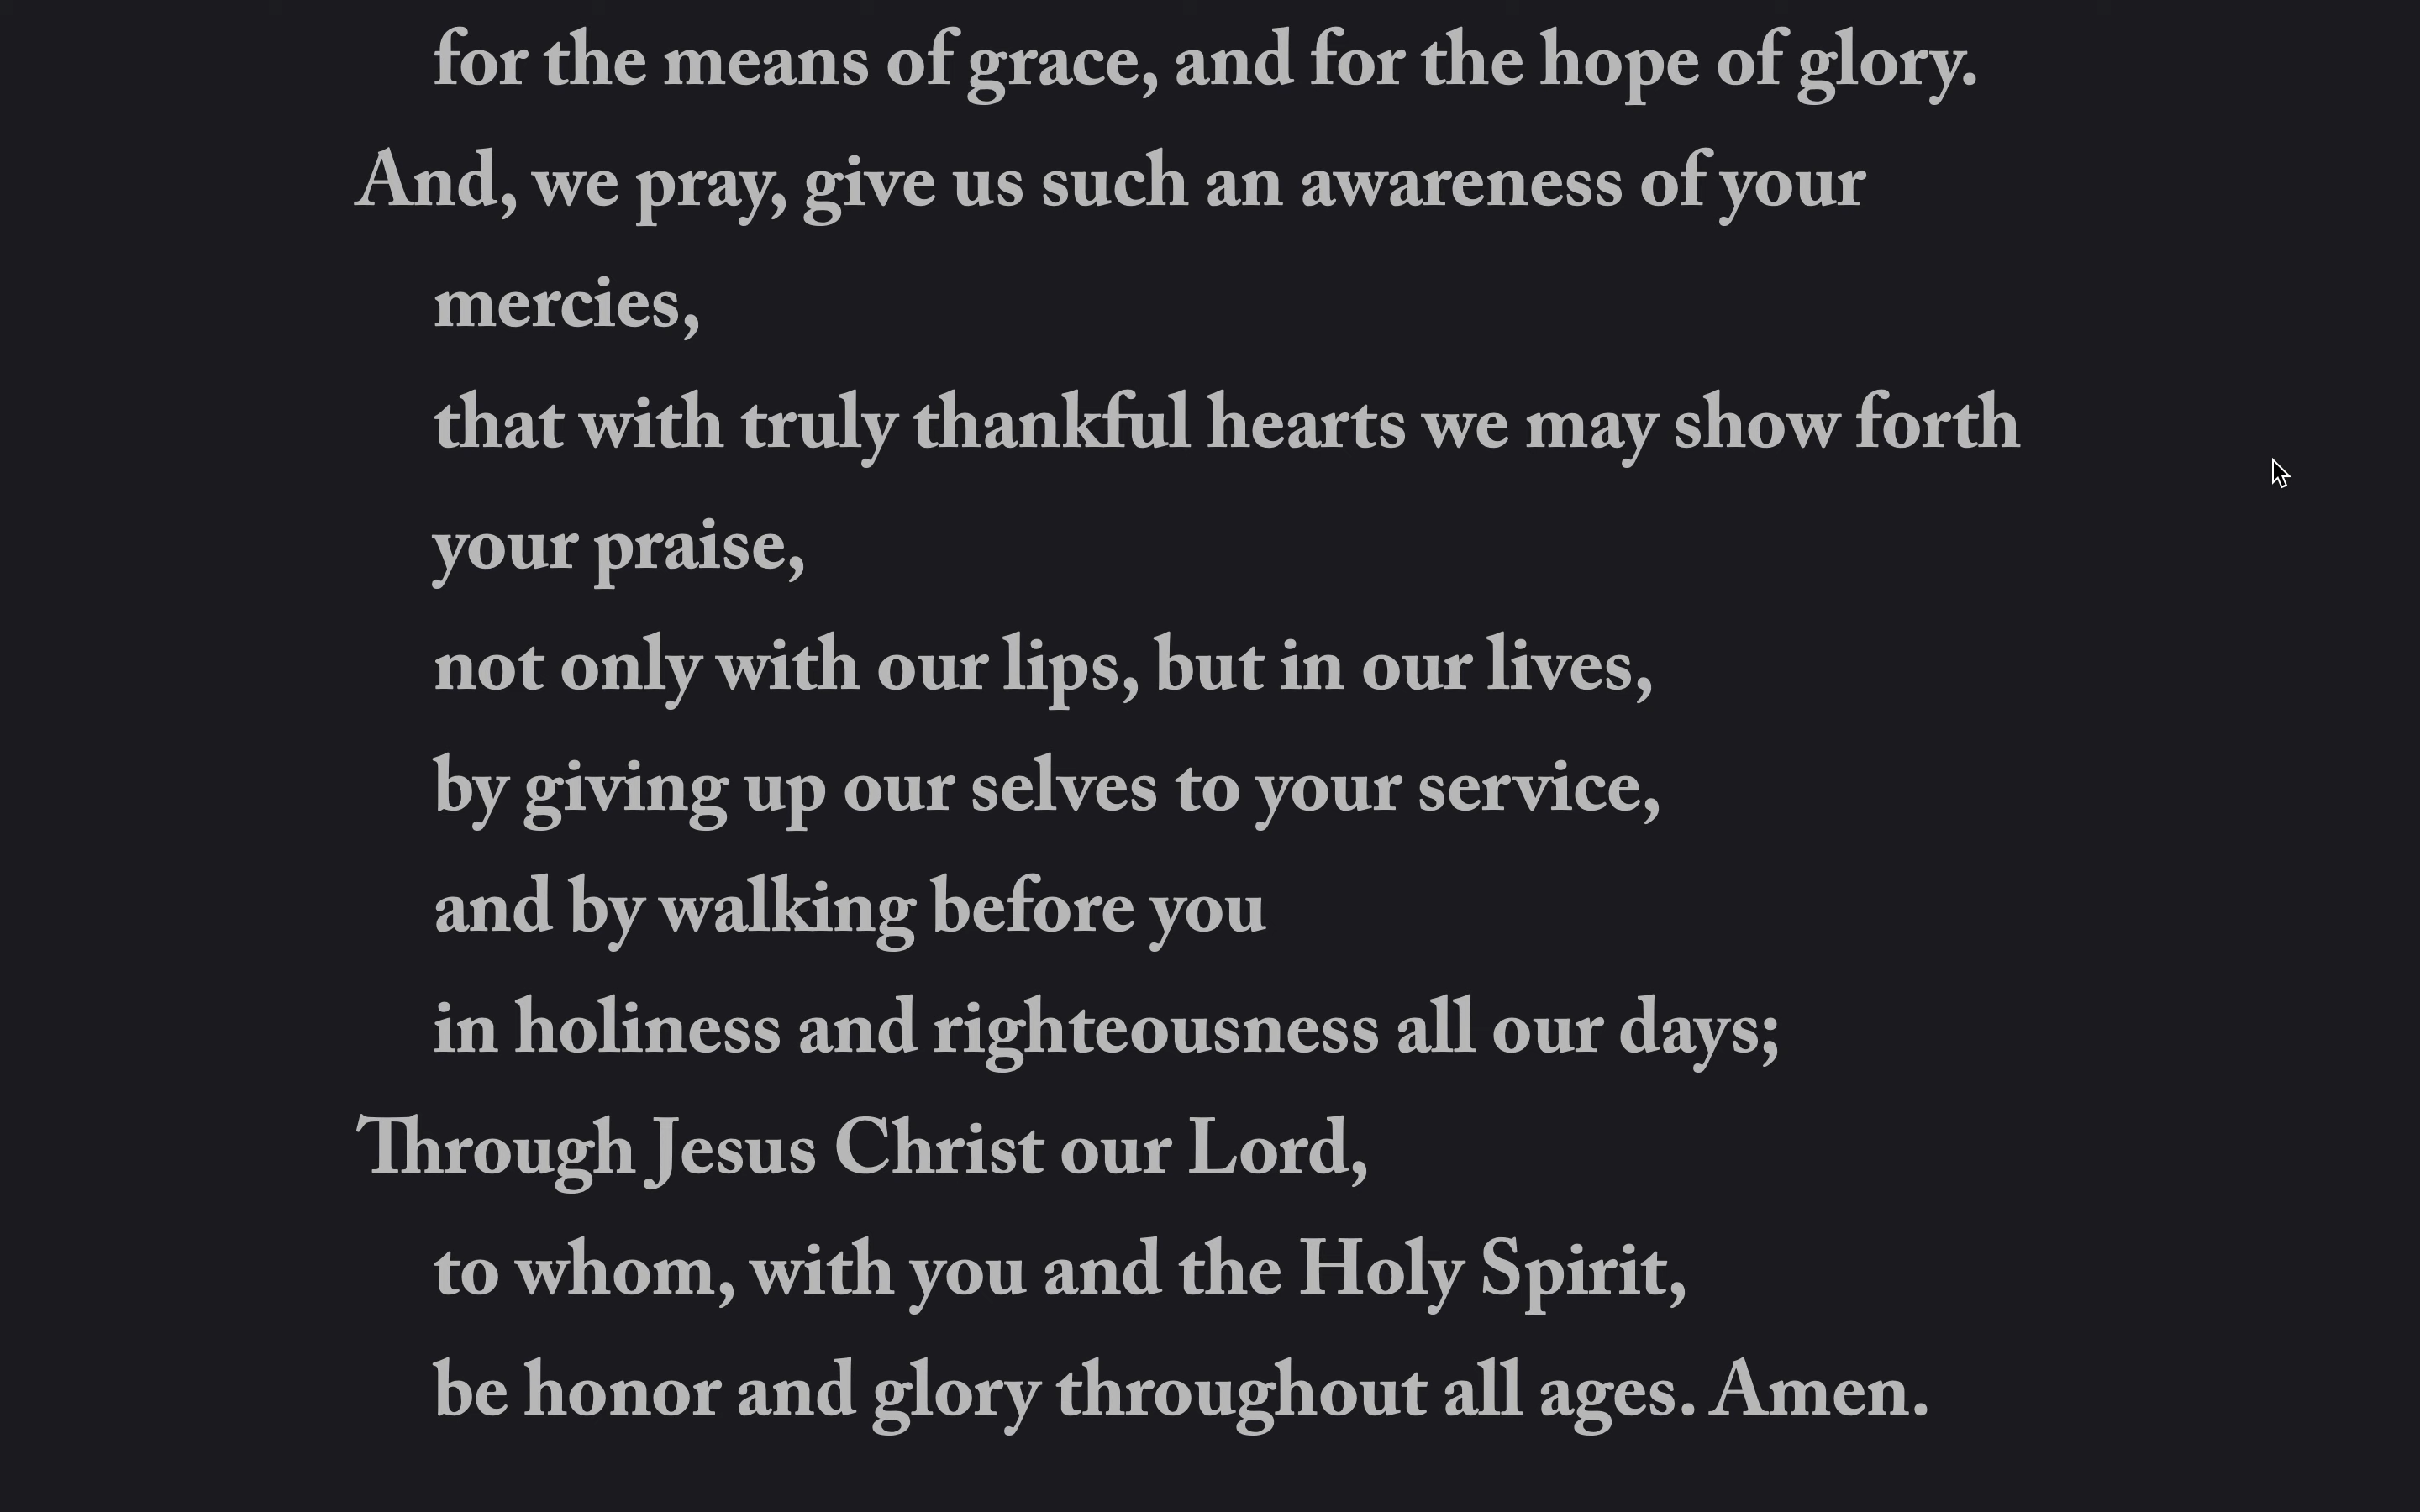 for the means of grace, and for the hope of glory.
And, we pray, give us such an awareness of your
mercies,
that with truly thankful hearts we may show forth
your praise,
not only with our lips, but in our lives,
by giving up our selves to your service,
and by walking before you
in holiness and righteousness all our days;
Through Jesus Christ our Lord,
to whom, with you and the Holy Spirit,
be honor and glory throughout all ages. Amen.